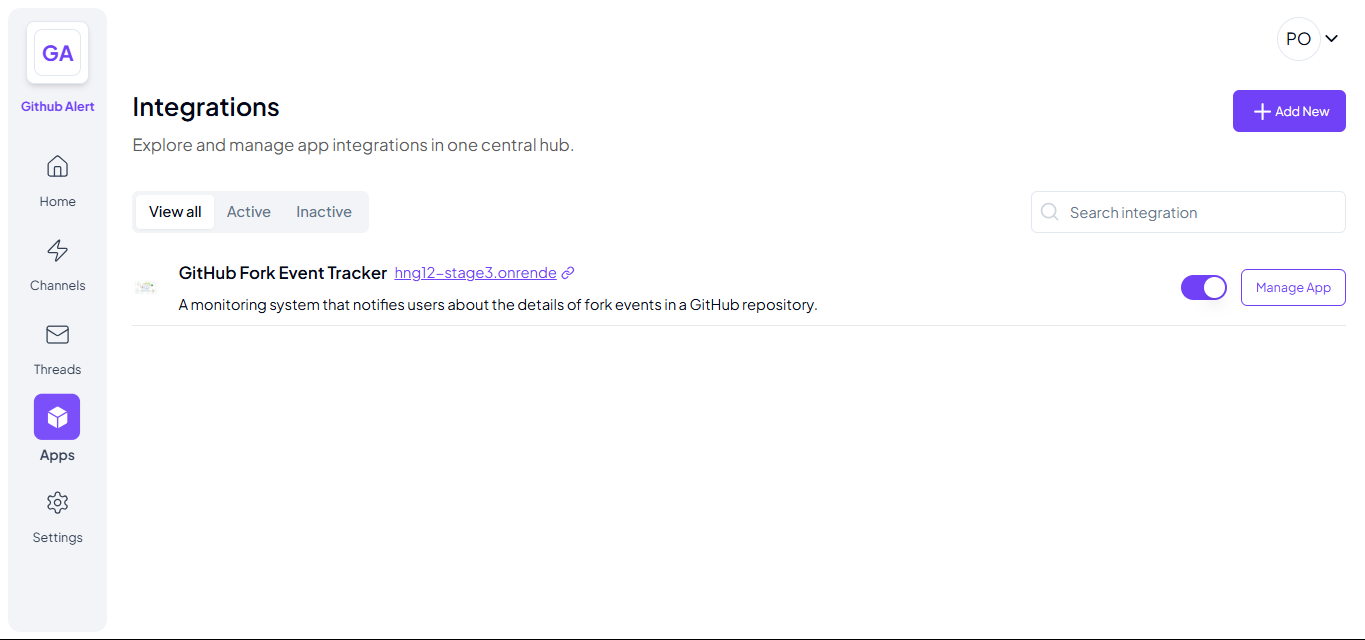 GA
Github Alert
Home
Channels
Threads
Apps
Settings
PO
Integrations
Explore and manage app integrations in one central hub.
Add New
View all Active Inactive
Search integration
GitHub Fork Event Tracker hng12-stage3.onrende
A monitoring system that notifies users about the details of fork events in a GitHub repository.
Manage App